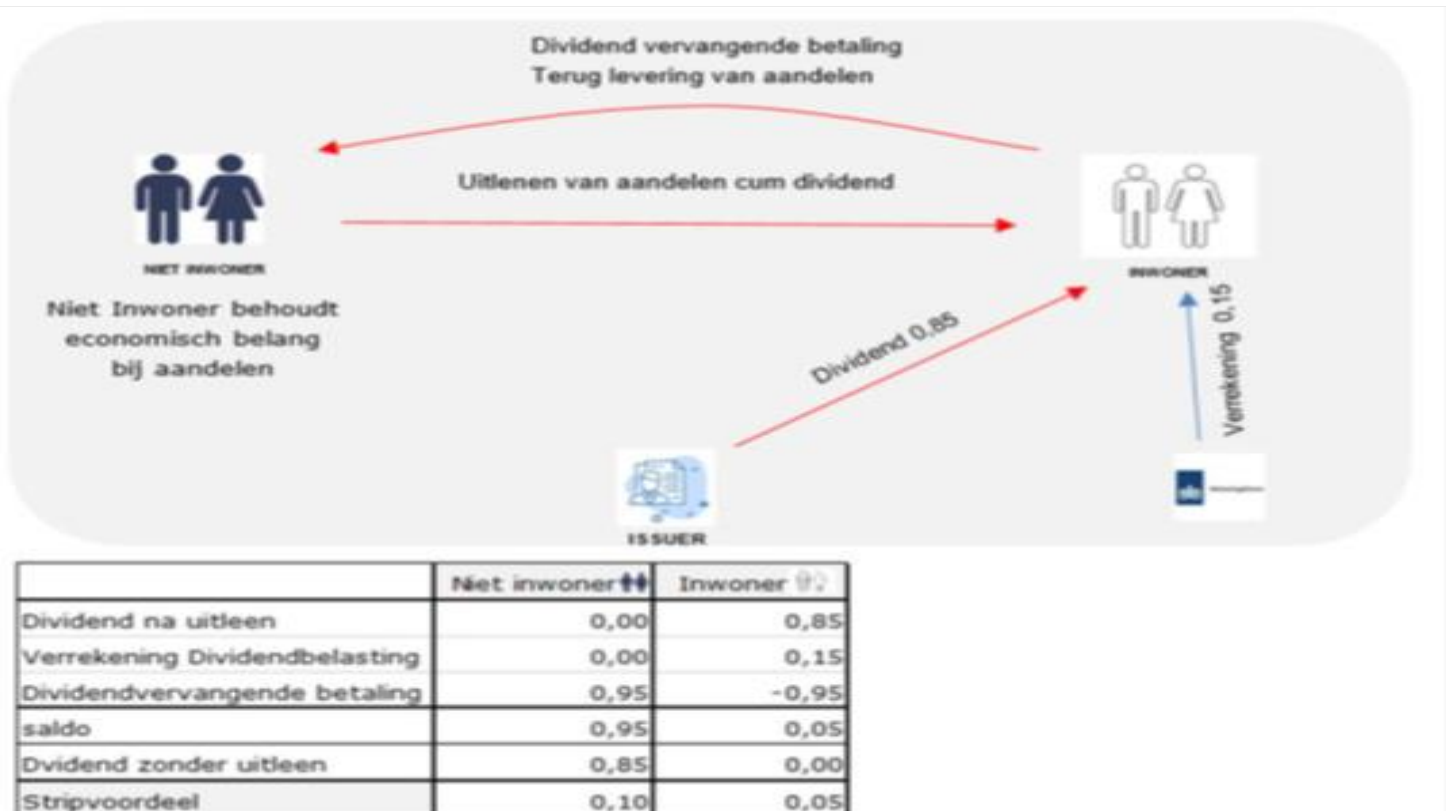 Dividend vervangende betaling
Terug levering van aandelen
Uitlenen van aandelen cum dividend
NIET INWONER
INWONER
Niet Inwoner behoudt
economisch belang
bij aandelen
Dividend 0,85
Verrekening 0,15
ISSUER
Niet inwoner Inwoner
Dividend na uitleen 0,00 0,85
Verrekening Dividendbelasting 0,00 0,15
Dividendvervangende betaling 0,95 -0,95
saldo 0,95 0,05
Dvidend zonder uitleen 0,85 0,00
Stripvoordeel 0,10 0,05